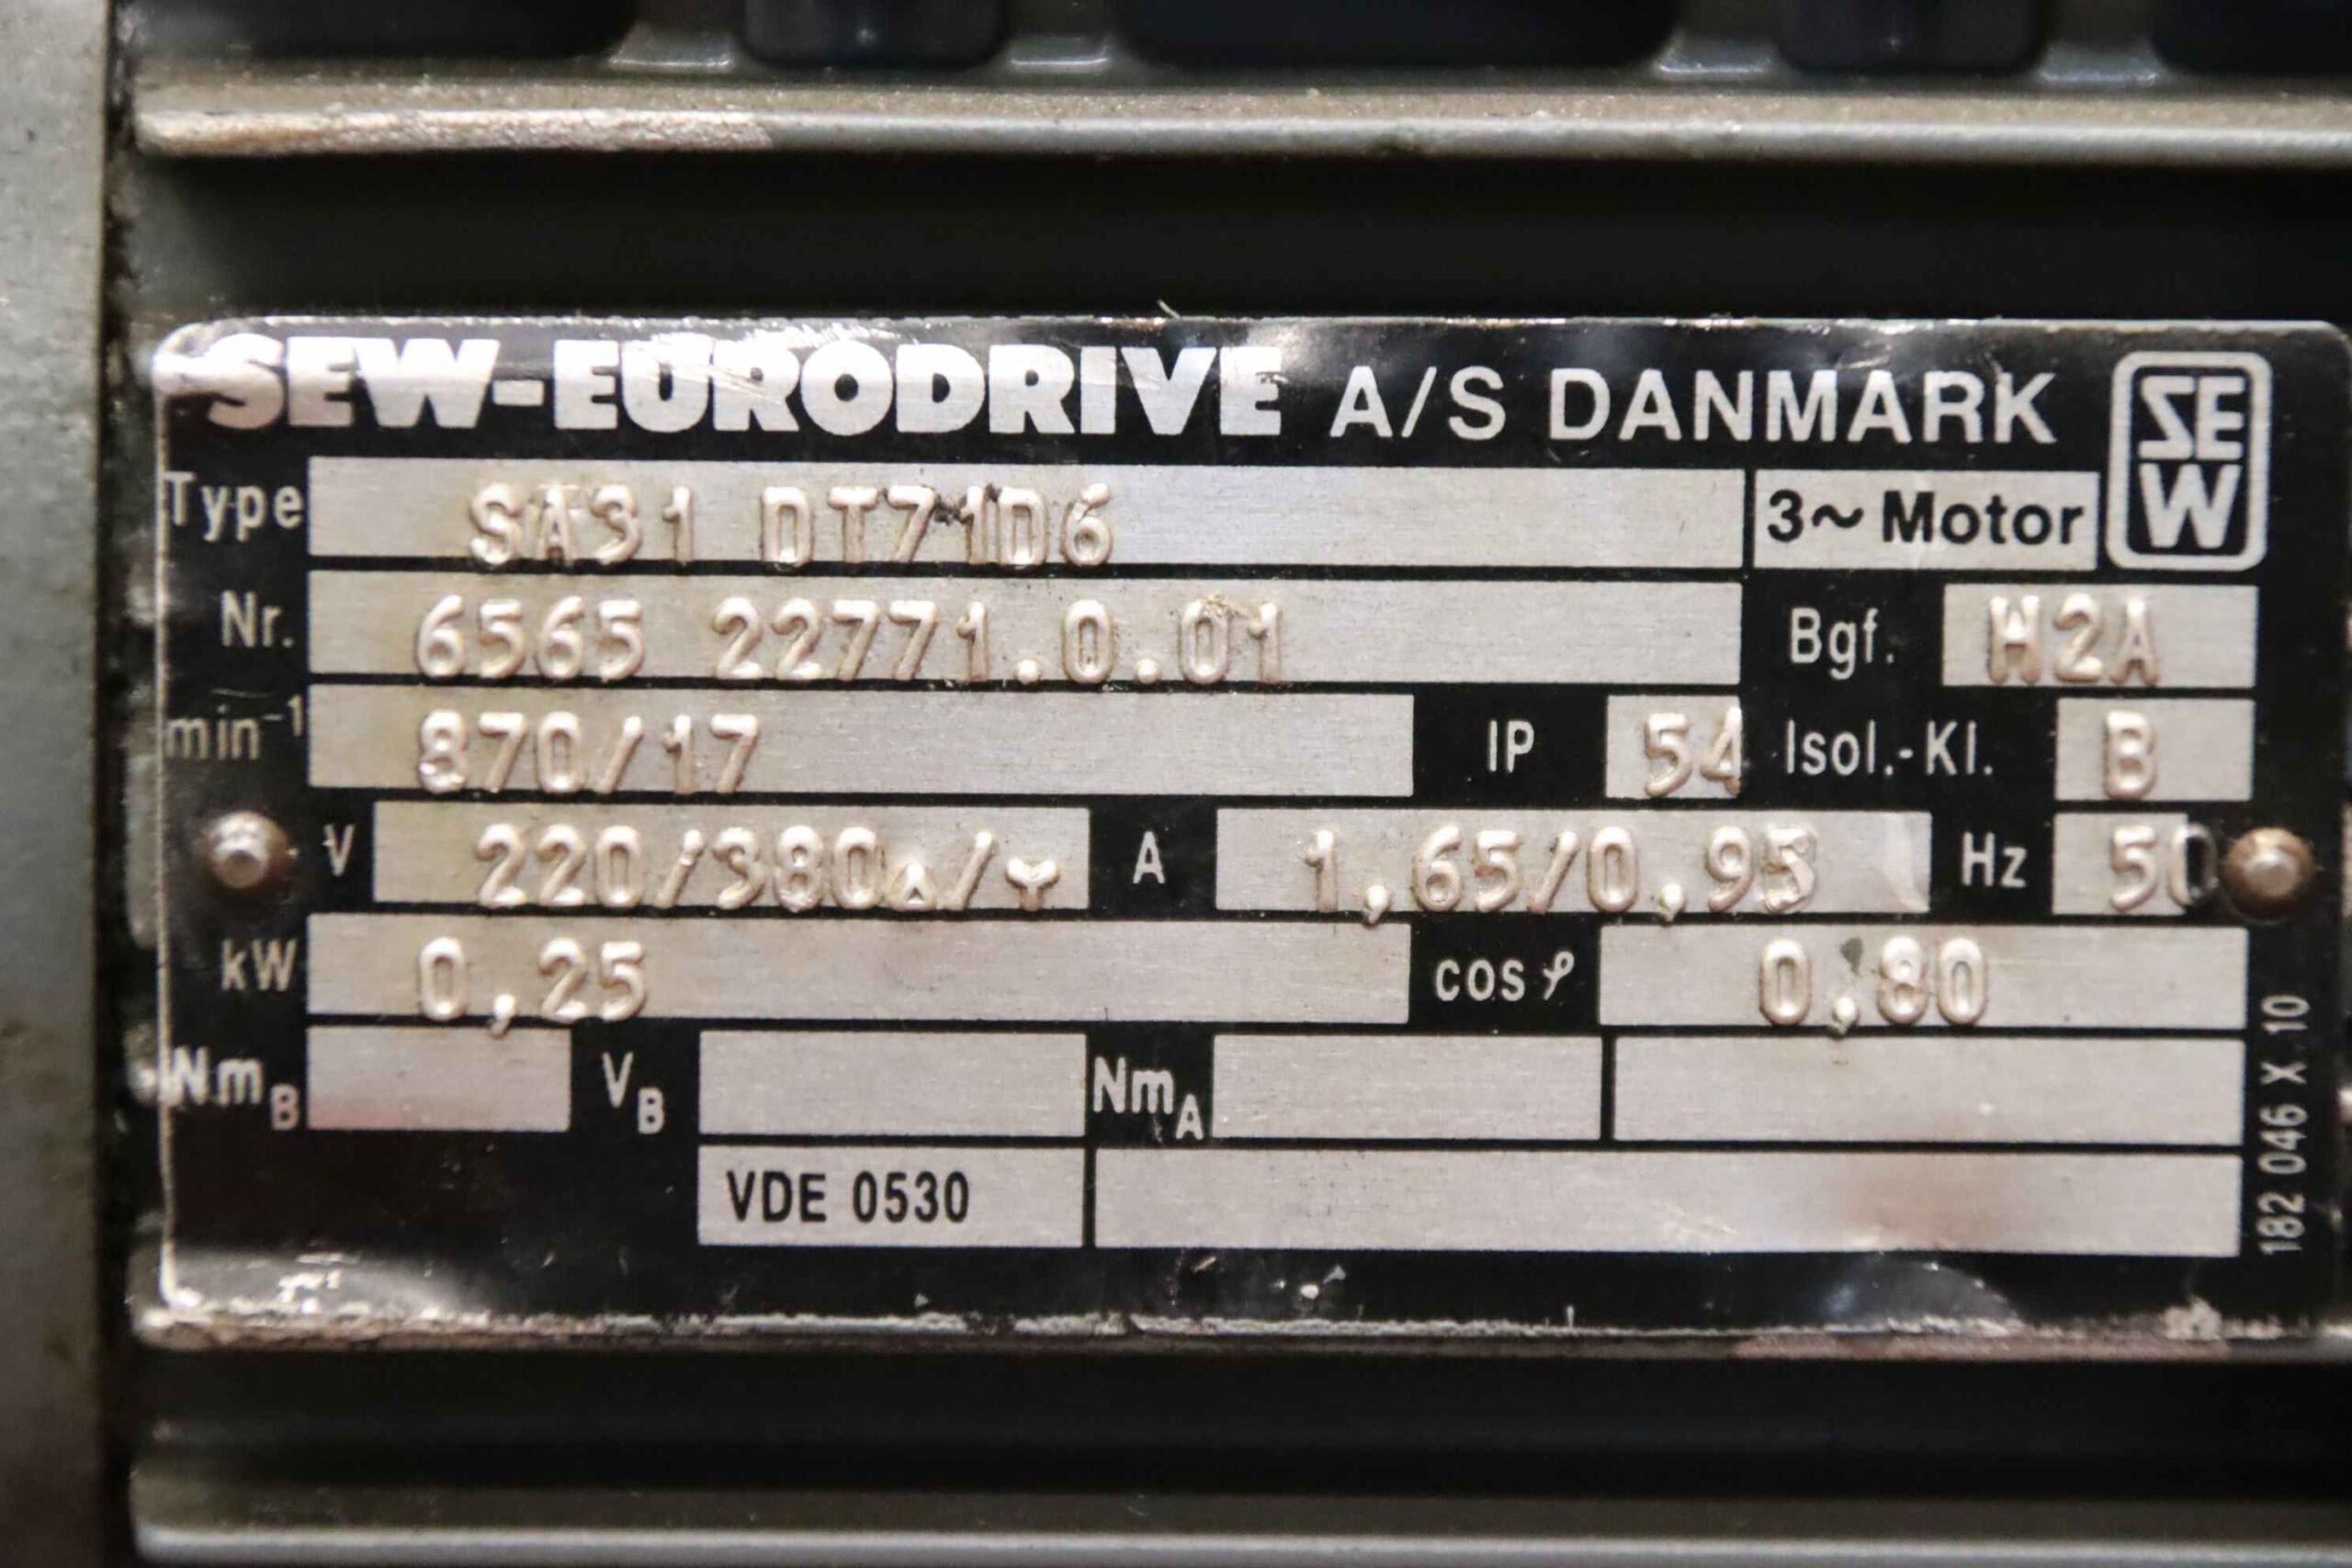 SEW-EURODRIVE A/S DANMARK
SEW
Type SA31 DT71D6 3~ Motor
Nr. 6565 22771.0.01 Bgf. H2A
min⁻¹ 870/17 IP 54 Isol.-Kl. B
V 220/380△/Y A 1,65/0,95 Hz 50
kW 0,25 cos φ 0,80
NmB VB NmA
VDE 0530
182 046 X 10